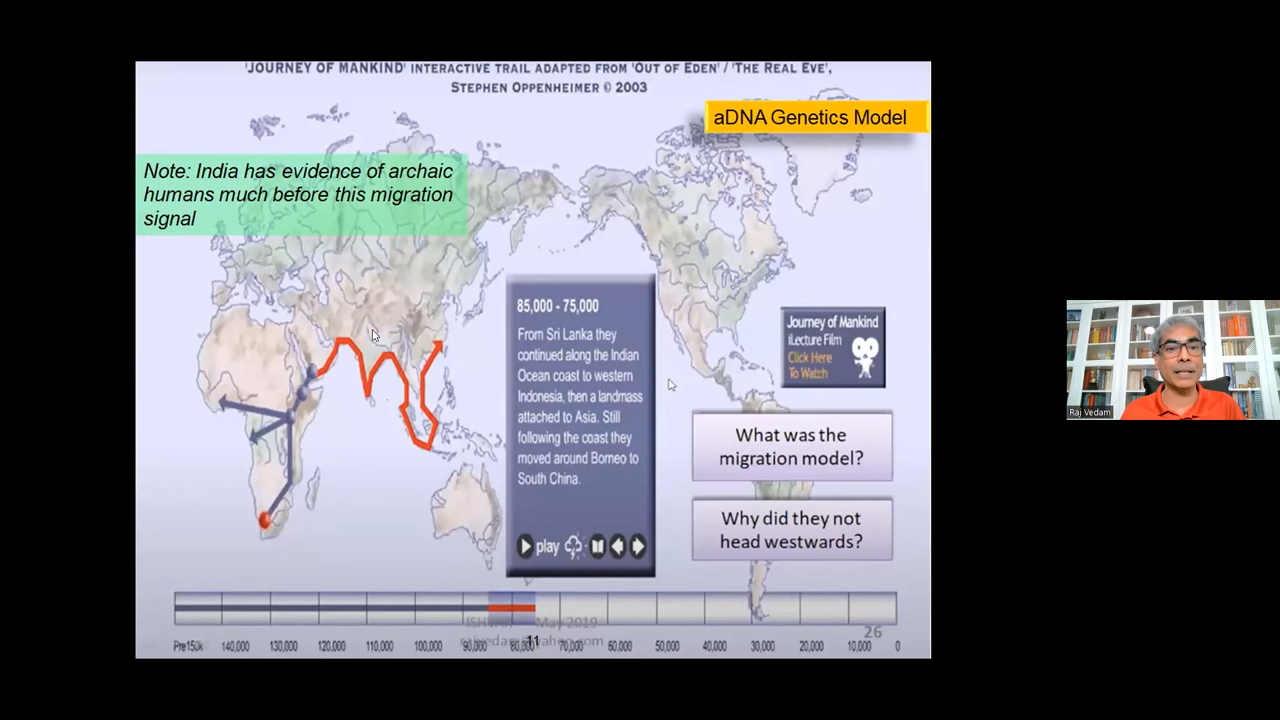 'JOURNEY OF MANKIND' INTERACTIVE TRAIL ADAPTED FROM 'OUT OF EDEN' / 'THE REAL EVE',
STEPHEN OPPENHEIMER © 2003
aDNA Genetics Model
Note: India has evidence of archaic
humans much before this migration
signal
85,000 - 75,000
From Sri Lanka they
continued along the Indian
Ocean coast to western
Indonesia, then a landmass
attached to Asia. Still
following the coast they
moved around Borneo to
South China.
play
Journey of Mankind
iLecture Film
Click Here
To Watch
What was the
migration model?
Why did they not
head westwards?
Raj Vedam
May 2019
26
11
Pre150k 140,000 130,000 120,000 110,000 100,000 90,000 80,000 70,000 60,000 50,000 40,000 30,000 20,000 10,000 0